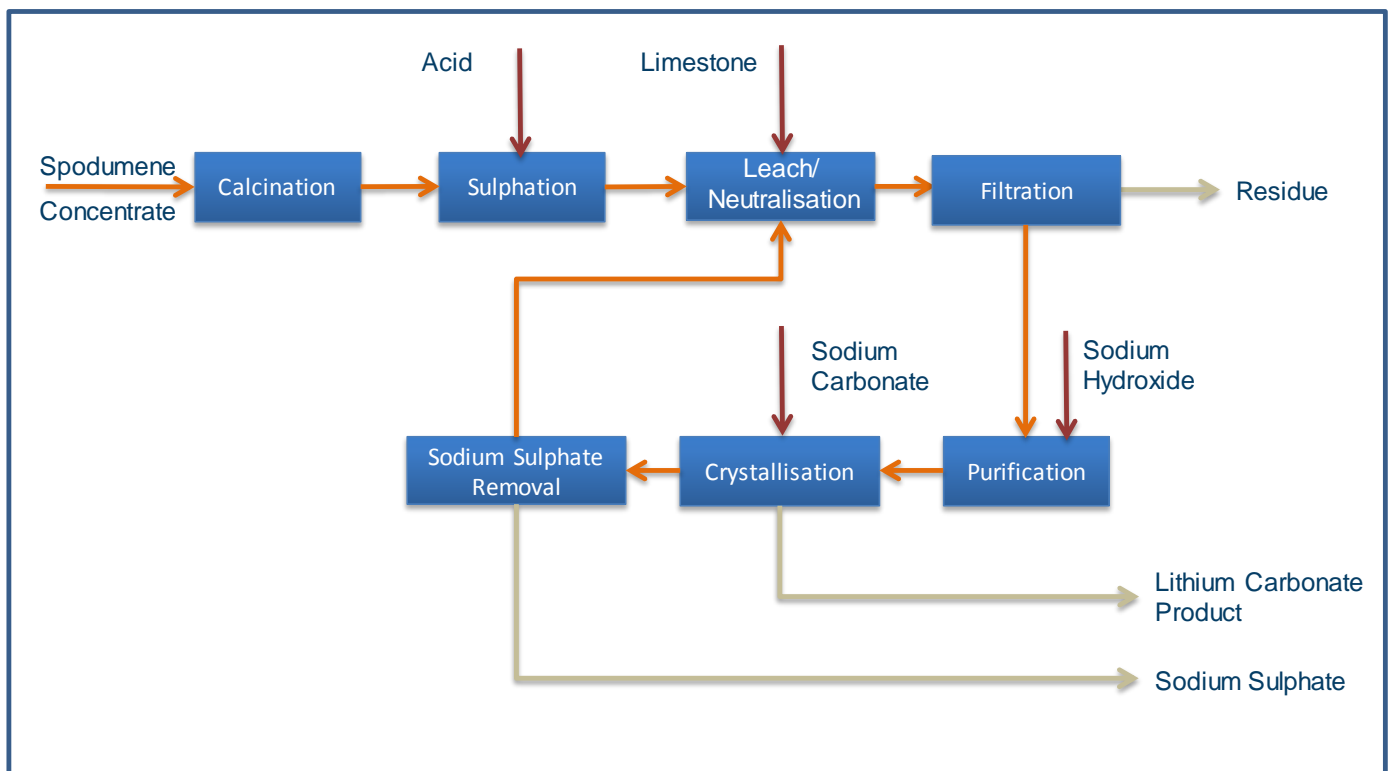 Acid
Limestone
Spodumene
Concentrate
Calcination
Sulphation
Leach/
Neutralisation
Filtration
Residue
Sodium
Carbonate
Sodium
Hydroxide
Sodium Sulphate
Removal
Crystallisation
Purification
Lithium Carbonate
Product
Sodium Sulphate